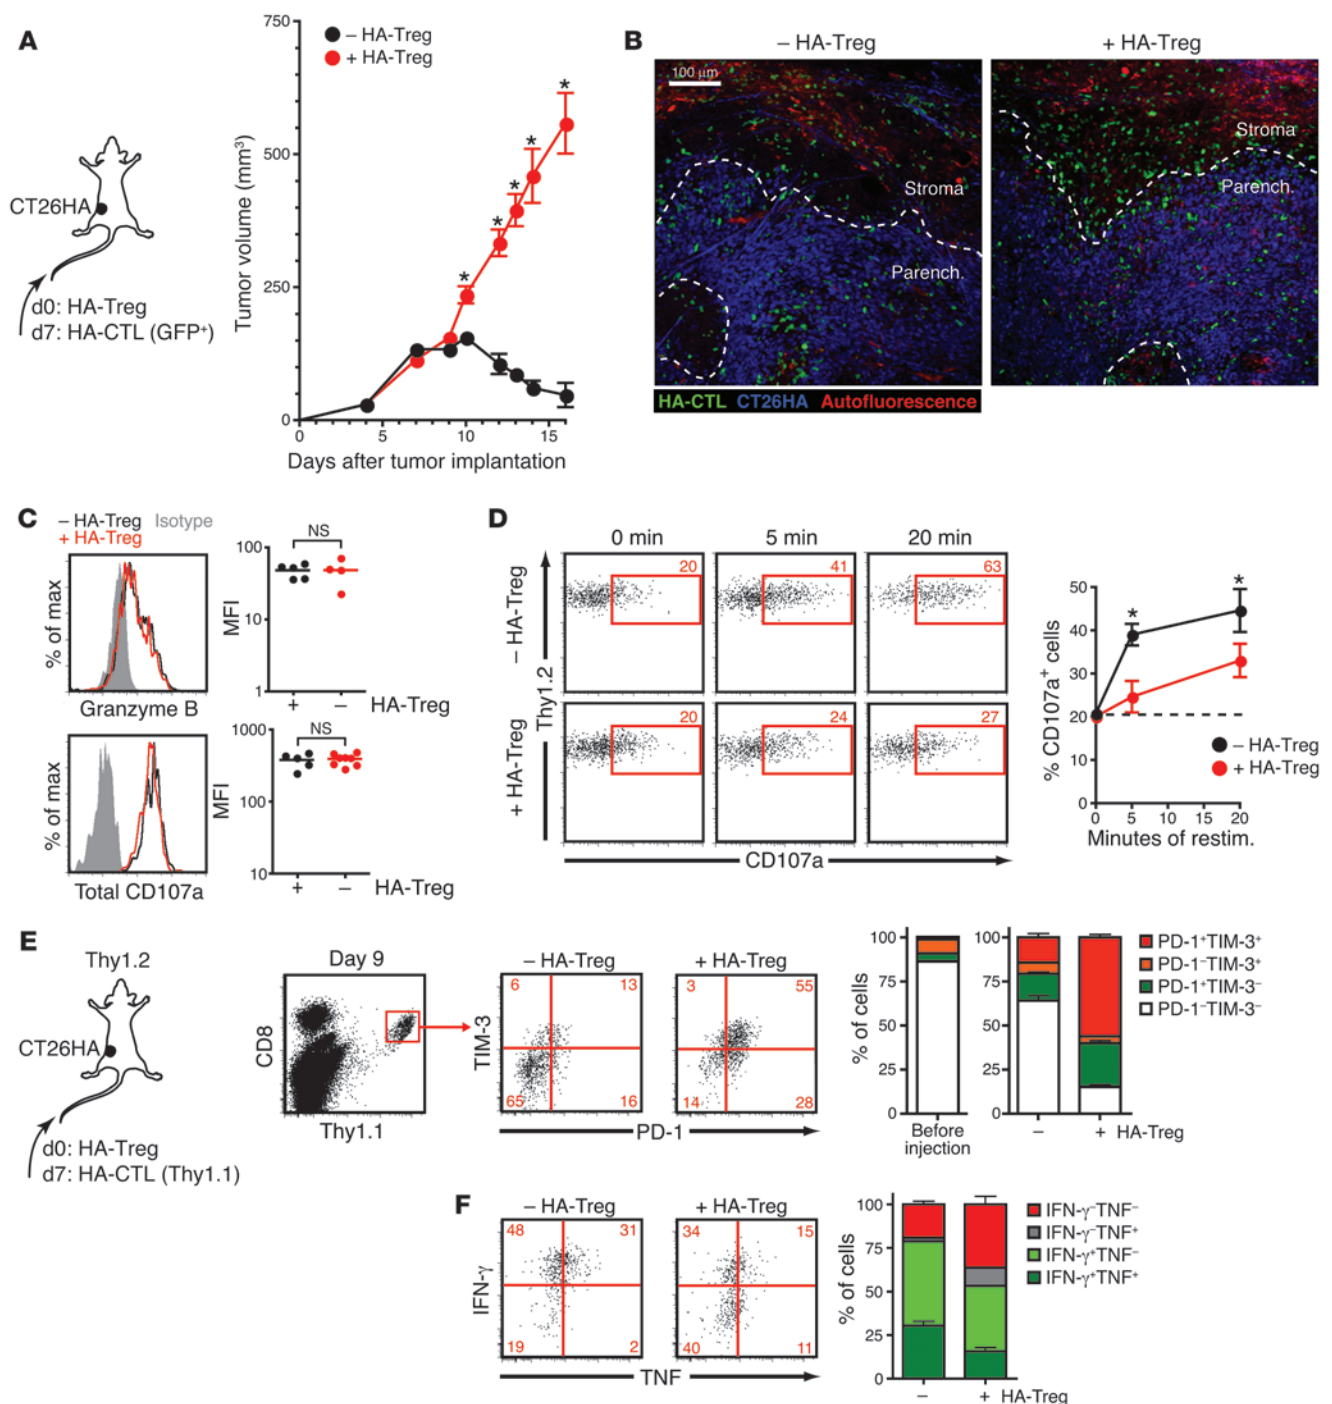 A
CT26HA
d0: HA-Treg
d7: HA-CTL (GFP⁺)
– HA-Treg
+ HA-Treg
Tumor volume (mm³)
750
500
250
0
* * * * * *
0 5 10 15
Days after tumor implantation
B
– HA-Treg + HA-Treg
100 µm
Stroma
Parench.
Stroma
Parench.
HA-CTL CT26HA Autofluorescence
C
– HA-Treg Isotype
+ HA-Treg
% of max
Granzyme B
MFI
100
10
1
NS
+ – HA-Treg
% of max
Total CD107a
MFI
1000
100
10
NS
+ – HA-Treg
D
0 min 5 min 20 min
– HA-Treg
20 41 63
Thy1.2
+ HA-Treg
20 24 27
CD107a
% CD107a⁺ cells
50
40
30
20
10
0
* *
– HA-Treg
+ HA-Treg
0 5 15 20
Minutes of restim.
E
Thy1.2
CT26HA
d0: HA-Treg
d7: HA-CTL (Thy1.1)
Day 9
CD8
Thy1.1
– HA-Treg + HA-Treg
TIM-3
6 13
65 16
3 55
14 28
PD-1
% of cells
100
75
50
25
0
Before
injection
% of cells
100
75
50
25
0
– + HA-Treg
PD-1⁺TIM-3⁺
PD-1⁻TIM-3⁺
PD-1⁺TIM-3⁻
PD-1⁻TIM-3⁻
F
– HA-Treg + HA-Treg
IFN-γ
48 31
19 2
34 15
40 11
TNF
% of cells
100
75
50
25
0
– + HA-Treg
IFN-γ⁻TNF⁻
IFN-γ⁻TNF⁺
IFN-γ⁺TNF⁻
IFN-γ⁺TNF⁺